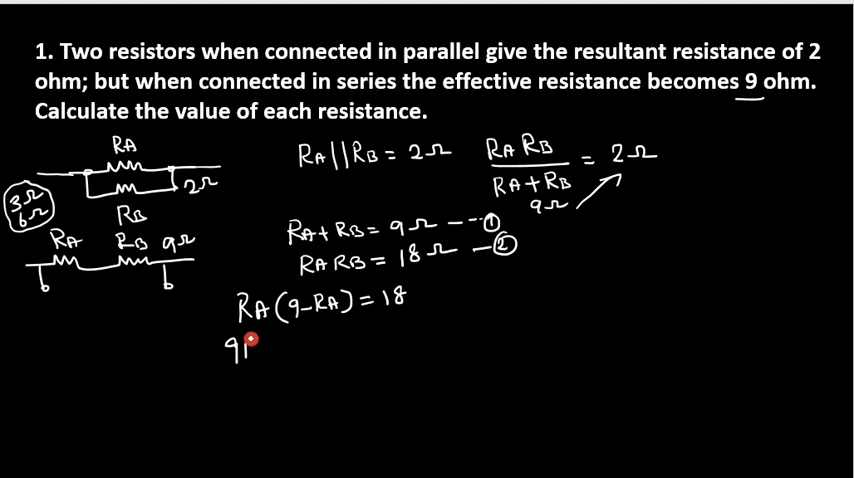 1. Two resistors when connected in parallel give the resultant resistance of 2
ohm; but when connected in series the effective resistance becomes 9 ohm.
Calculate the value of each resistance.
RA
2Ω
RB
3Ω
6Ω
RA RB 9Ω
RA||RB = 2Ω
RA RB / RA+RB = 2Ω
9Ω
RA+RB = 9Ω --- ①
RA RB = 18Ω - ②
RA(9-RA) = 18
9